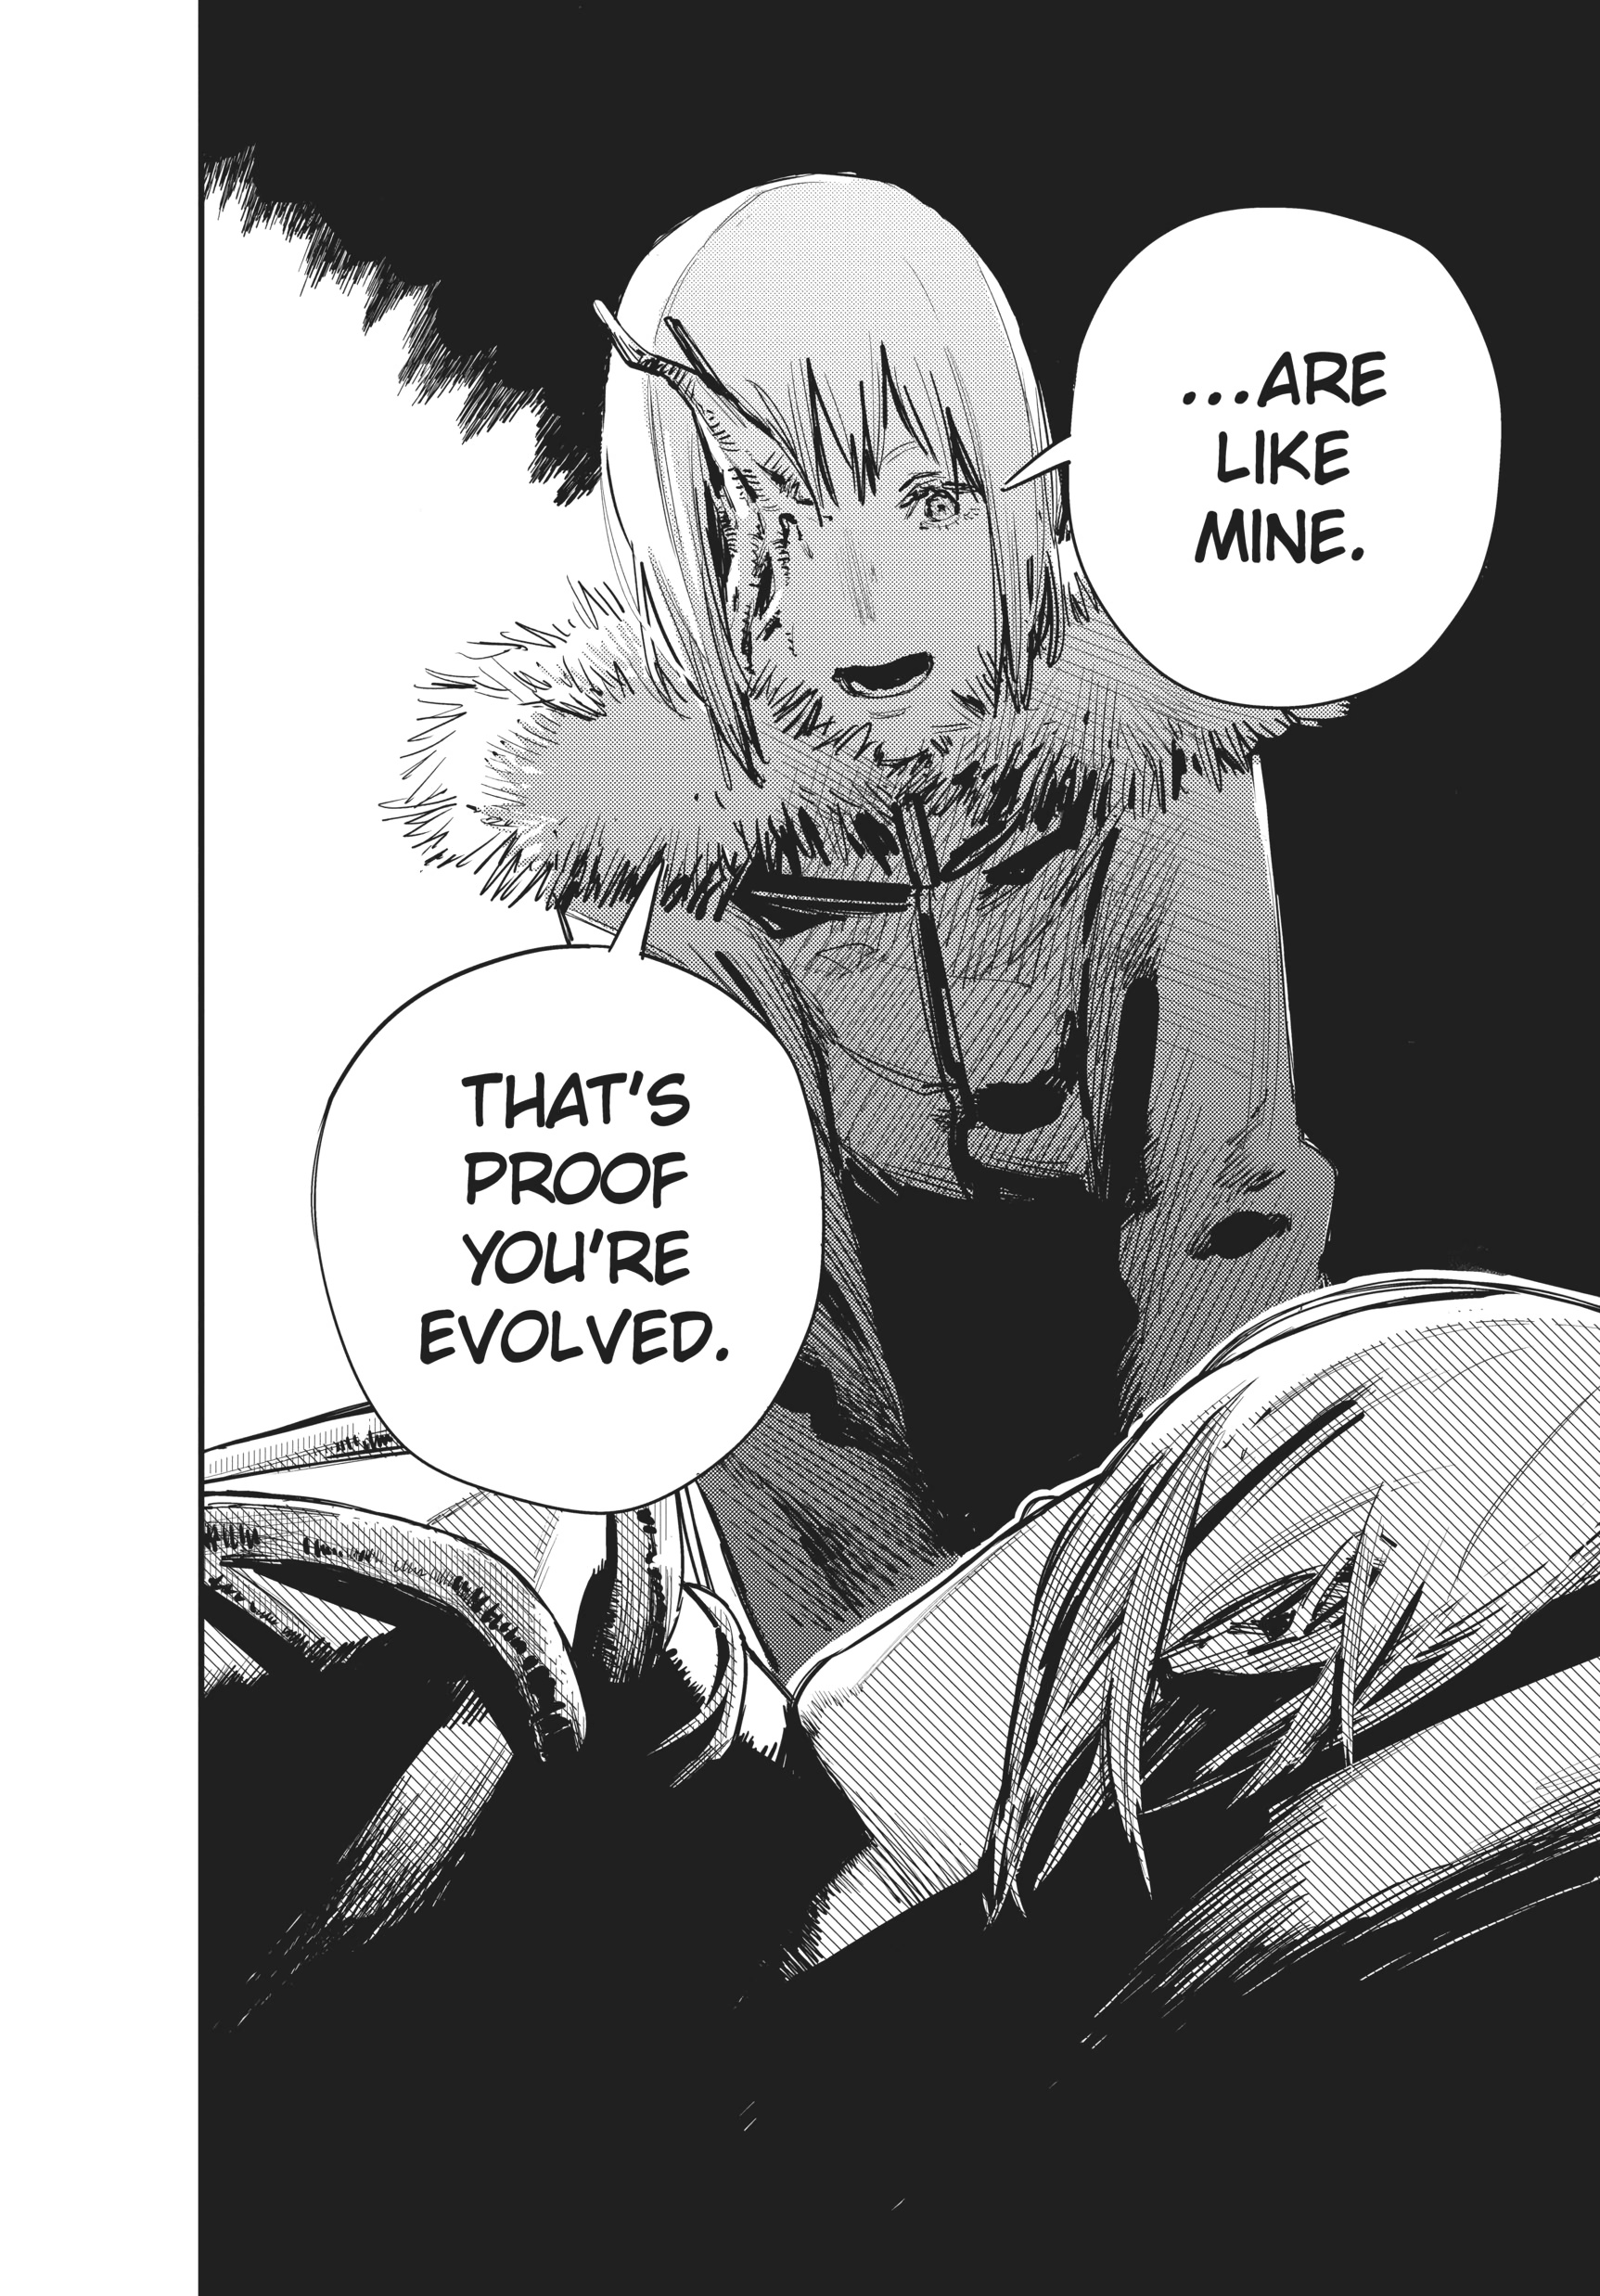 ...ARE
LIKE
MINE.
THAT'S
PROOF
YOU'RE
EVOLVED.